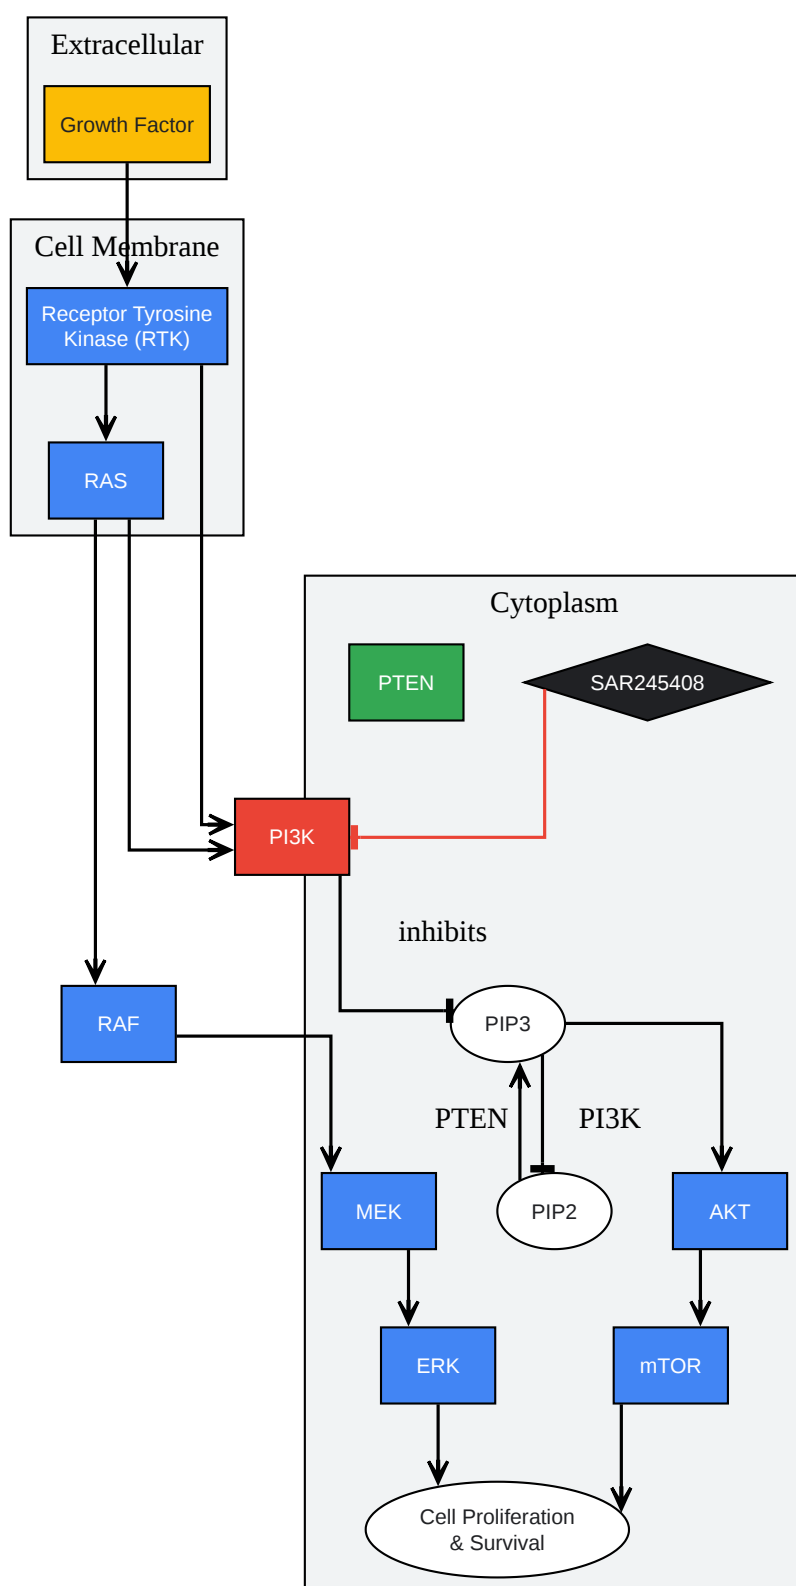 Extracellular
Growth Factor
Cell Membrane
Receptor Tyrosine
Kinase (RTK)
RAS
Cytoplasm
PTEN
SAR245408
PI3K
inhibits
RAF
PIP3
PTEN
PI3K
MEK
PIP2
AKT
ERK
mTOR
Cell Proliferation
& Survival